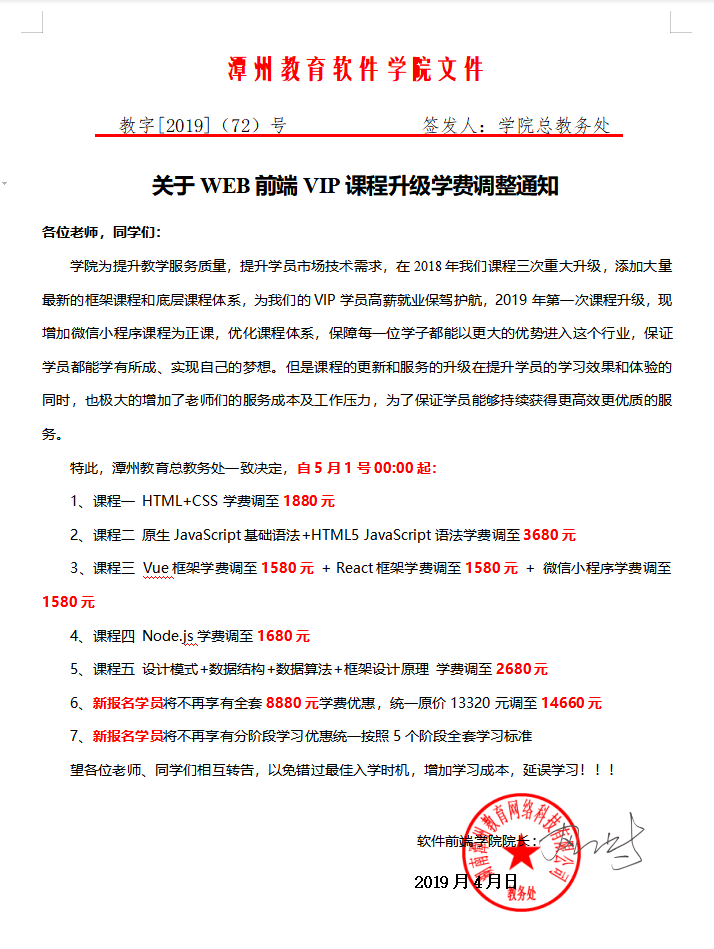 潭州教育软件学院文件
教字[2019]（72）号 签发人：学院总教务处
关于 WEB 前端 VIP 课程升级学费调整通知
各位老师，同学们：
学院为提升教学服务质量，提升学员市场技术需求，在 2018 年我们课程三次重大升级，添加大量
最新的框架课程和底层课程体系，为我们的 VIP 学员高薪就业保驾护航，2019 年第一次课程升级，现
增加微信小程序课程为正课，优化课程体系，保障每一位学子都能以更大的优势进入这个行业，保证
学员都能学有所成、实现自己的梦想。但是课程的更新和服务的升级在提升学员的学习效果和体验的
同时，也极大的增加了老师们的服务成本及工作压力，为了保证学员能够持续获得更高效更优质的服
务。
特此，潭州教育总教务处一致决定，自 5 月 1 号 00:00 起：
1、课程一 HTML+CSS 学费调至 1880 元
2、课程二 原生 JavaScript 基础语法+HTML5 JavaScript 语法学费调至 3680 元
3、课程三 Vue 框架学费调至 1580 元 + React 框架学费调至 1580 元 + 微信小程序学费调至
1580 元
4、课程四 Node.js 学费调至 1680 元
5、课程五 设计模式+数据结构+数据算法+框架设计原理 学费调至 2680 元
6、新报名学员将不再享有全套 8880 元学费优惠，统一原价 13320 元调至 14660 元
7、新报名学员将不再享有分阶段学习优惠统一按照 5 个阶段全套学习标准
望各位老师、同学们相互转告，以免错过最佳入学时机，增加学习成本，延误学习！！！
软件前端学院院长：
湖南潭州教育网络科技有限公司
2019 年 4 月 日
教务处